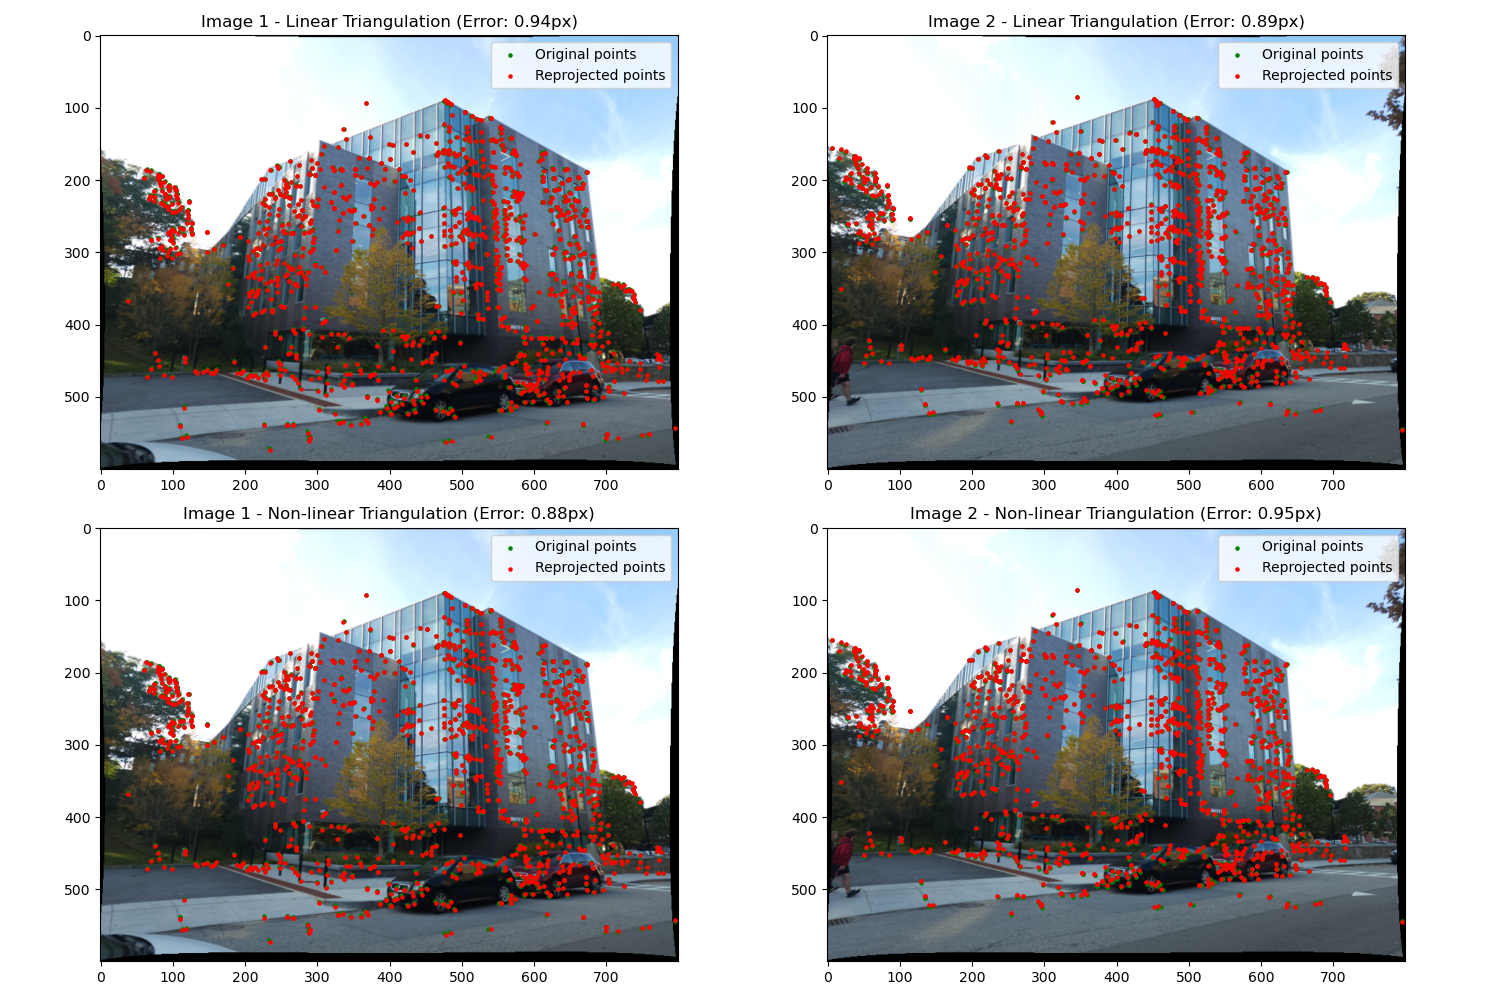 Image 1 - Linear Triangulation (Error: 0.94px)
Original points
Reprojected points
0
100
200
300
400
500
0 100 200 300 400 500 600 700
Image 2 - Linear Triangulation (Error: 0.89px)
Original points
Reprojected points
0
100
200
300
400
500
0 100 200 300 400 500 600 700
Image 1 - Non-linear Triangulation (Error: 0.88px)
Original points
Reprojected points
0
100
200
300
400
500
0 100 200 300 400 500 600 700
Image 2 - Non-linear Triangulation (Error: 0.95px)
Original points
Reprojected points
0
100
200
300
400
500
0 100 200 300 400 500 600 700